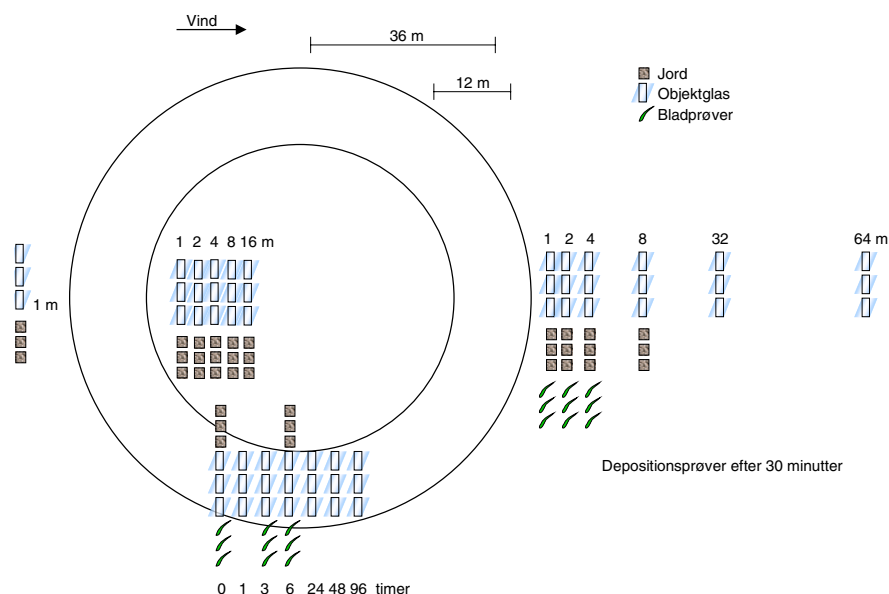 Vind
36 m
12 m
Jord
Objektglas
Bladprøver
1 2 4 8 16 m
1 2 4 8 32 64 m
1 m
Depositionsprøver efter 30 minutter
0 1 3 6 24 48 96 timer